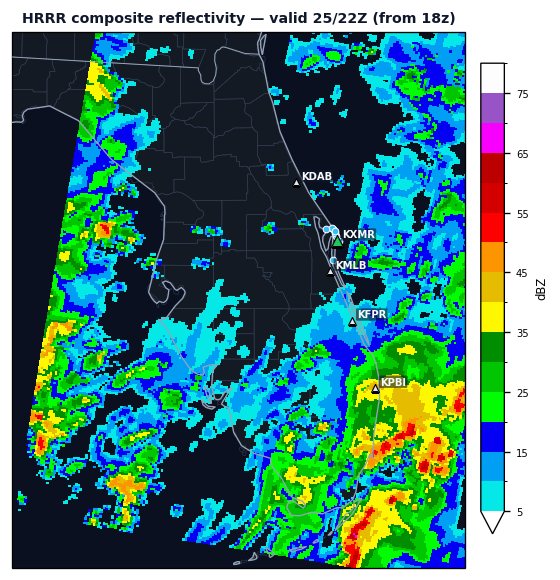 HRRR composite reflectivity — valid 25/22Z (from 18z)
KDAB
KXMR
KMLB
KFPR
KPBI
75
65
55
45
35
25
15
5
dBZ